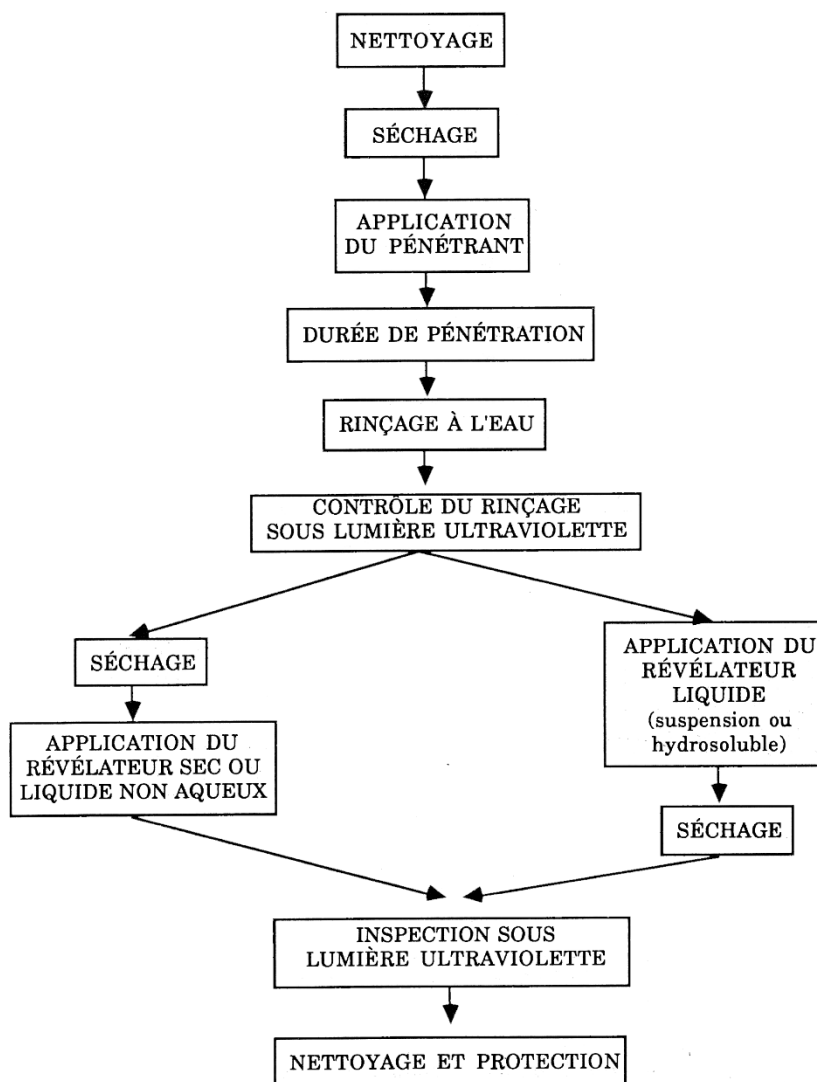 NETTOYAGE
SÉCHAGE
APPLICATION
DU PÉNÉTRANT
DURÉE DE PÉNÉTRATION
RINÇAGE À L'EAU
CONTRÔLE DU RINÇAGE
SOUS LUMIÈRE ULTRAVIOLETTE
SÉCHAGE
APPLICATION DU
RÉVÉLATEUR SEC OU
LIQUIDE NON AQUEUX
APPLICATION DU
RÉVÉLATEUR
LIQUIDE
(suspension ou
hydrosoluble)
SÉCHAGE
INSPECTION SOUS
LUMIÈRE ULTRAVIOLETTE
NETTOYAGE ET PROTECTION